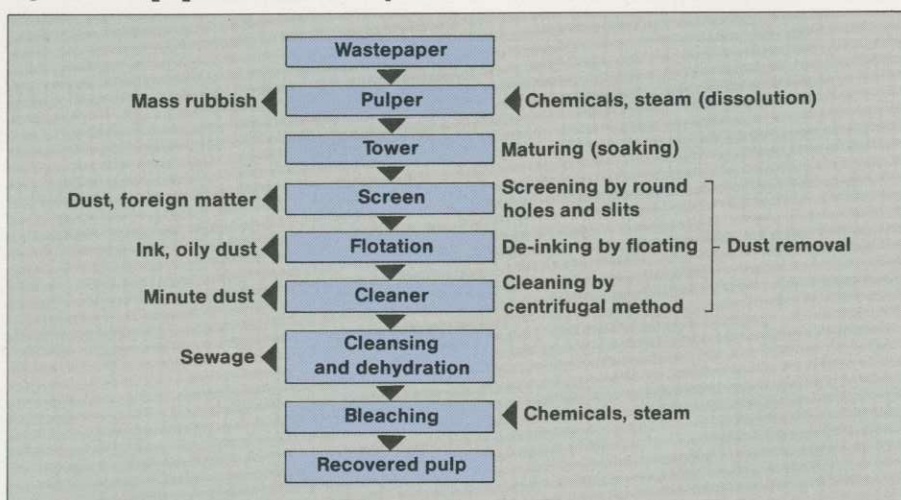 Wastepaper
Mass rubbish
Pulper
Chemicals, steam (dissolution)
Tower
Maturing (soaking)
Dust, foreign matter
Screen
Screening by round
holes and slits
Ink, oily dust
Flotation
De-inking by floating
Dust removal
Minute dust
Cleaner
Cleaning by
centrifugal method
Sewage
Cleansing
and dehydration
Bleaching
Chemicals, steam
Recovered pulp